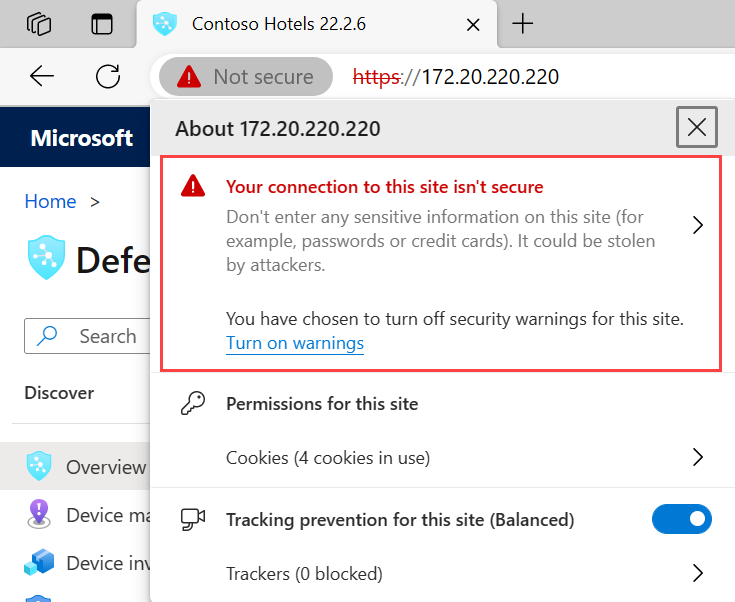 Contoso Hotels 22.2.6
Not secure https://172.20.220.220
About 172.20.220.220
Microsoft
Your connection to this site isn't secure
Don't enter any sensitive information on this site (for
example, passwords or credit cards). It could be stolen
by attackers.
You have chosen to turn off security warnings for this site.
Turn on warnings
Home >
Defe
Search
Discover
Overview
Device ma
Device inv
Permissions for this site
Cookies (4 cookies in use)
Tracking prevention for this site (Balanced)
Trackers (0 blocked)